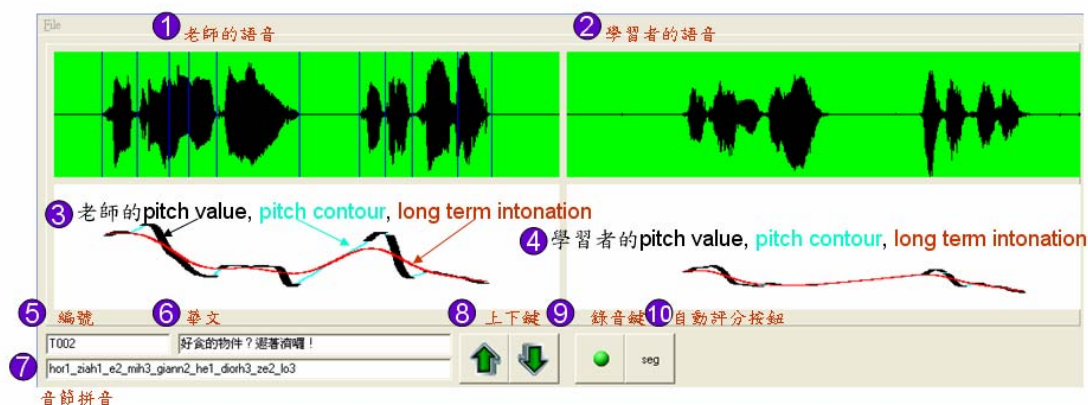 File
1 老師的語音
2 學習者的語音
3 老師的pitch value, pitch contour, long term intonation
4 學習者的pitch value, pitch contour, long term intonation
5 編號
6 華文
8 上下鍵
9 錄音鍵
10 自動評分按鈕
T002
好食的物件？遐著濟囉！
seg
7
hor1_ziah1_e2_mih3_giann2_he1_diorh3_ze2_lo3
音節拼音